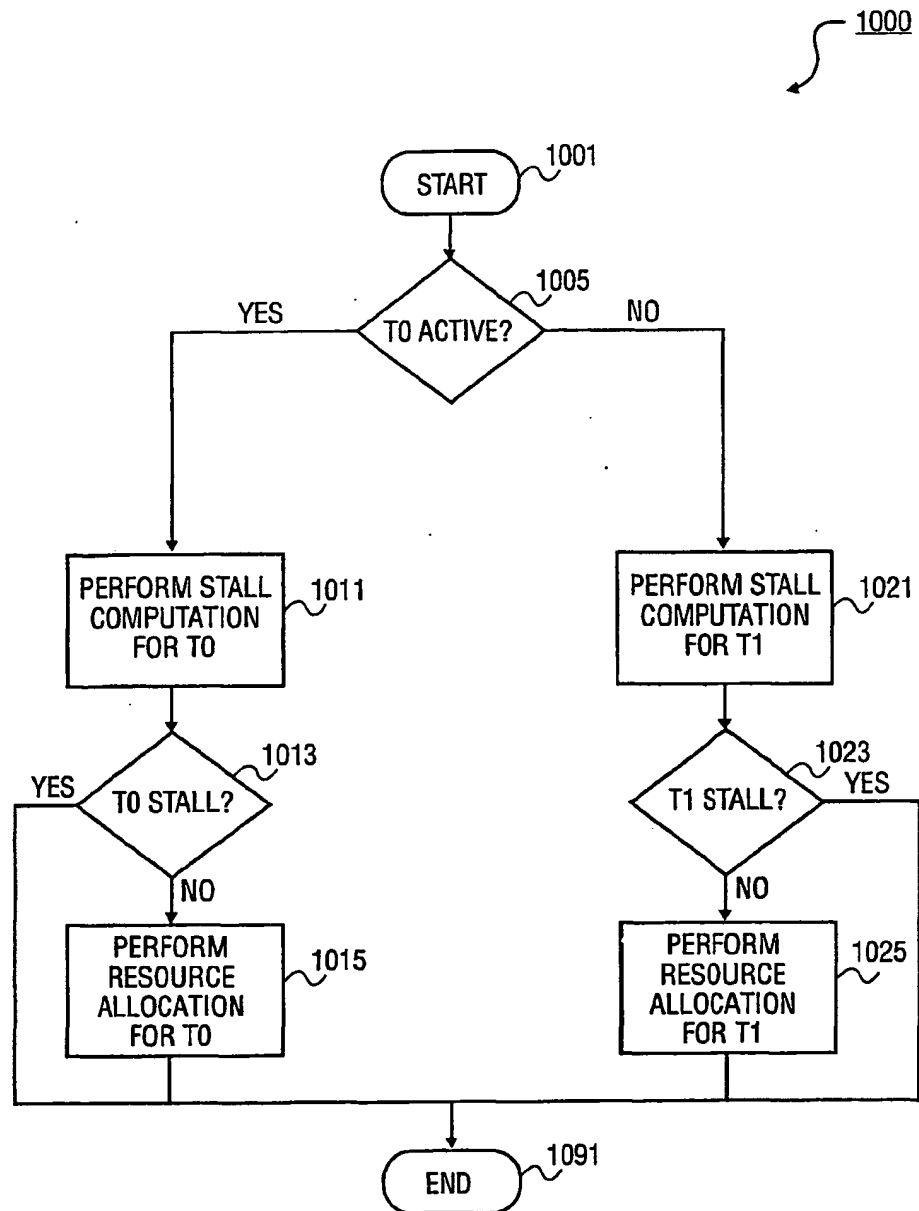 1000
START
1001
T0 ACTIVE?
1005
YES
NO
PERFORM STALL
COMPUTATION
FOR T0
1011
PERFORM STALL
COMPUTATION
FOR T1
1021
T0 STALL?
1013
YES
NO
T1 STALL?
1023
YES
NO
PERFORM
RESOURCE
ALLOCATION
FOR T0
1015
PERFORM
RESOURCE
ALLOCATION
FOR T1
1025
END
1091